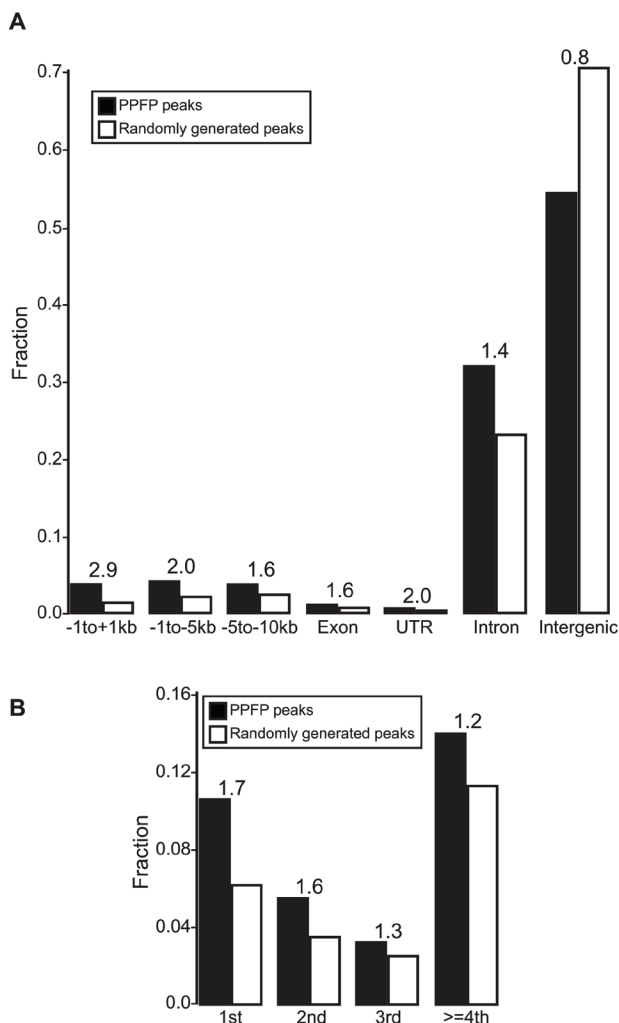 A
0.7
0.6
0.5
0.4
0.3
0.2
0.1
0.0
Fraction
PPFP peaks
Randomly generated peaks
2.9
2.0
1.6
1.6
2.0
1.4
0.8
-1to+1kb -1to-5kb -5to-10kb Exon UTR Intron Intergenic
B
0.16
0.12
0.08
0.04
0.0
Fraction
PPFP peaks
Randomly generated peaks
1.7
1.6
1.3
1.2
1st 2nd 3rd >=4th